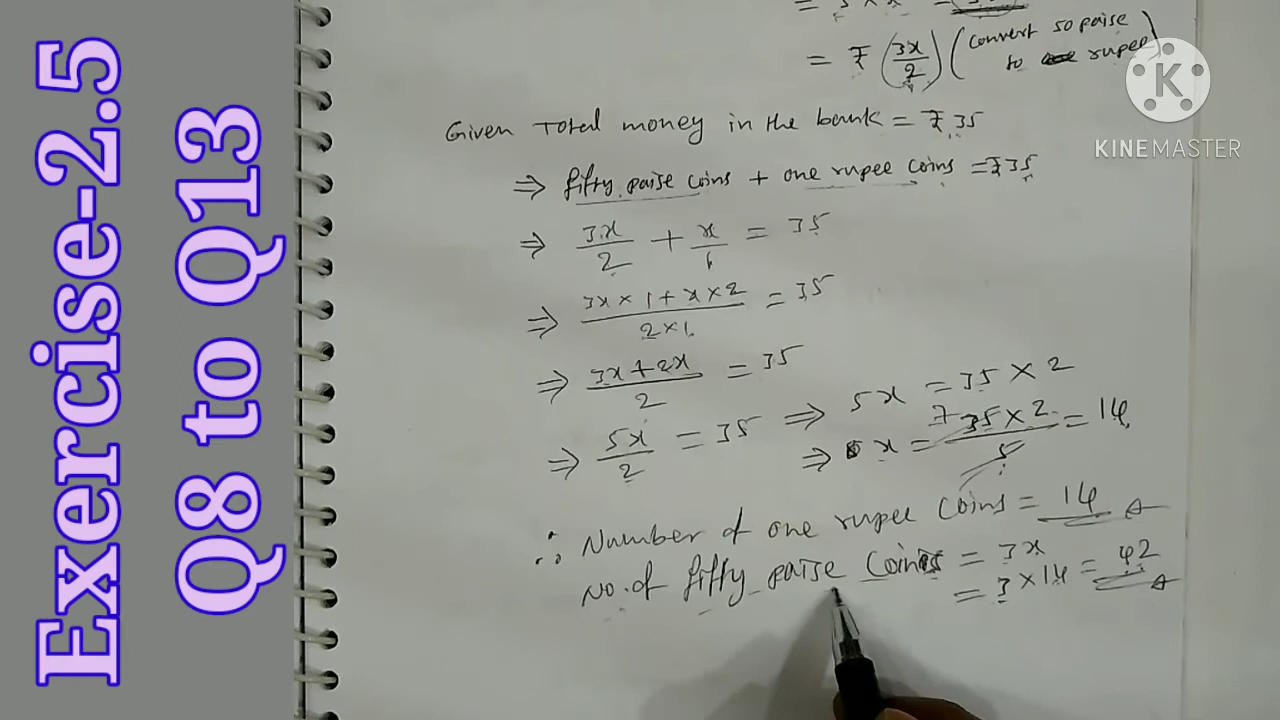 Exercise-2.5
Q8 to Q13
= ₹ (3x/2) (convert 50 paise
to rupee)
KINEMASTER
Given Total money in the bank = ₹35
⇒ fifty paise coins + one rupee coins = ₹35
⇒ 3x/2 + x/1 = 35
⇒ 3x × 1 + x × 2 / 2 × 1 = 35
⇒ 3x + 2x / 2 = 35
⇒ 5x/2 = 35 ⇒ 5x = 35 × 2
⇒ x = 35 × 2 / 5 = 14
7
∴ Number of one rupee coins = 14
No. of fifty paise coins = 3x
= 3 × 14 = 42